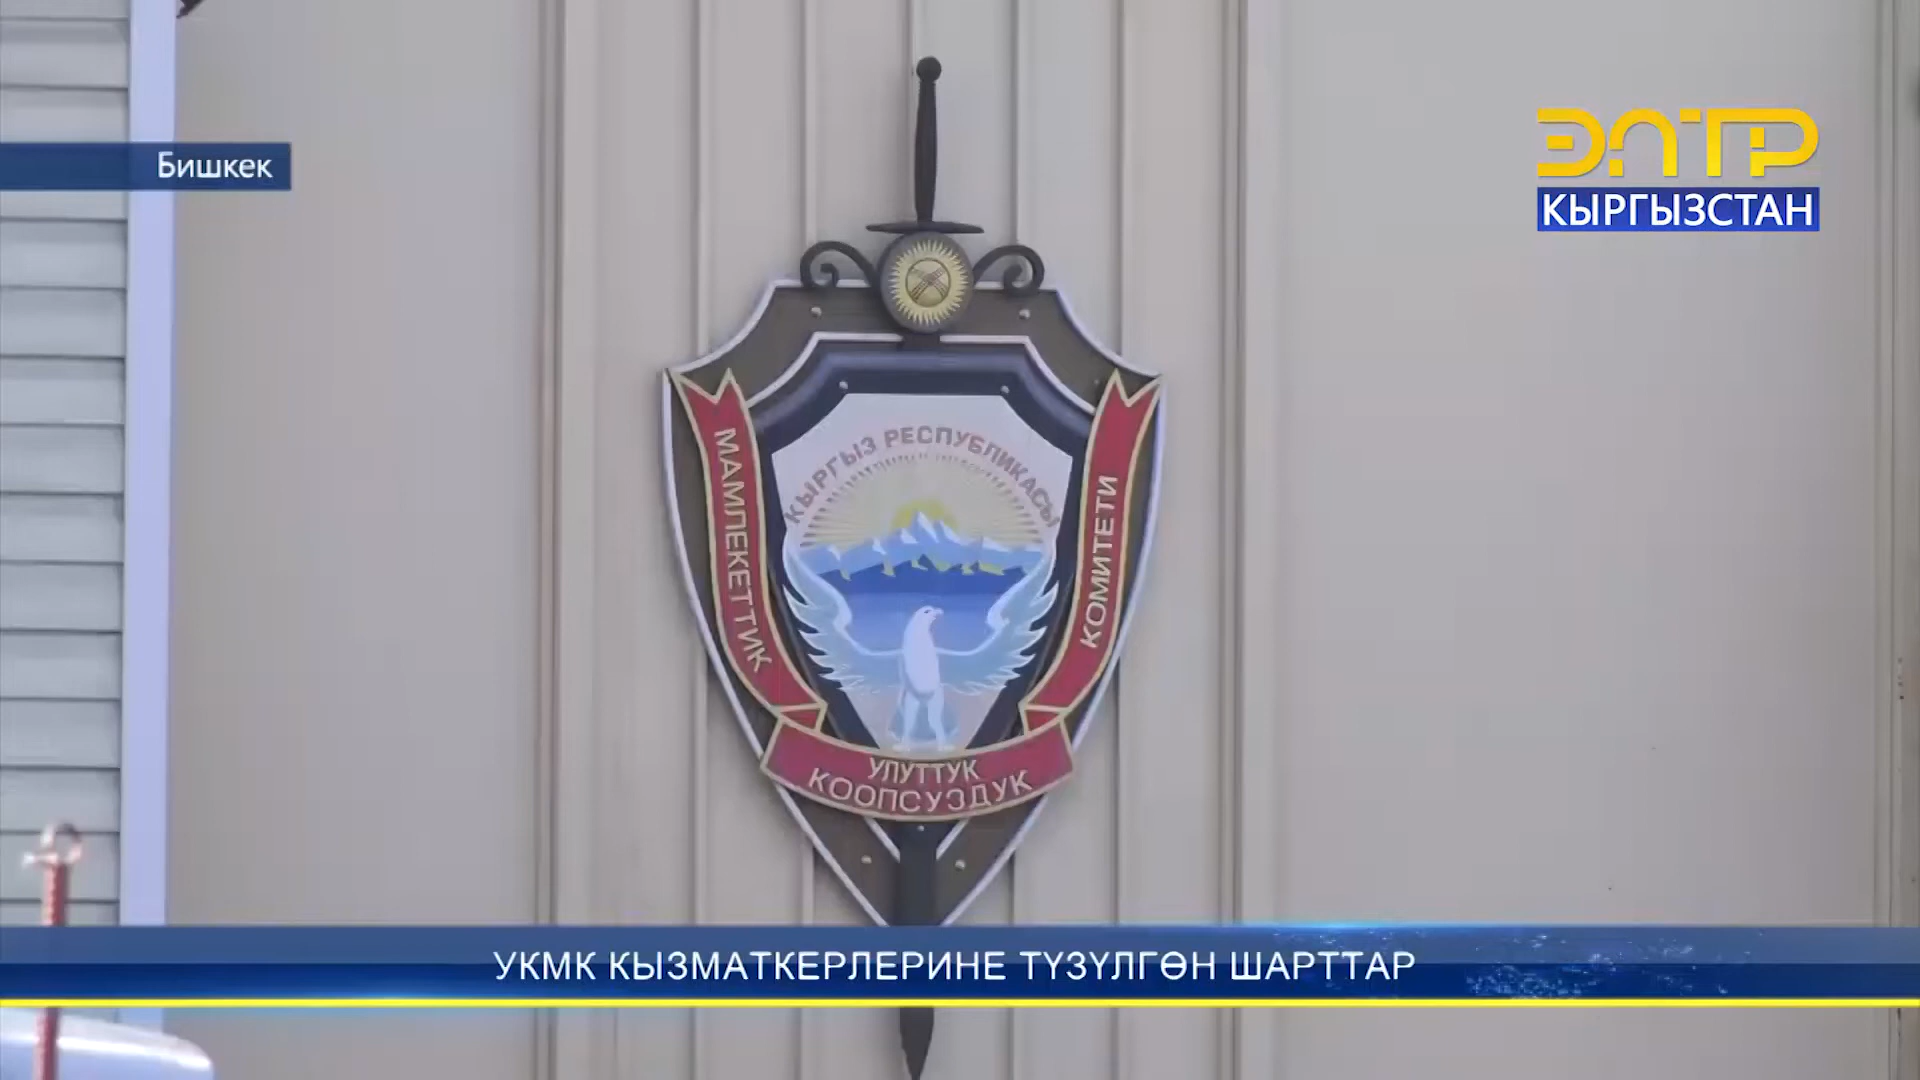 Бишкек
ЭЛТР
КЫРГЫЗСТАН
КЫРГЫЗ РЕСПУБЛИКАСЫ
МАМЛЕКЕТТИК
УЛУТТУК
КООПСУЗДУК
КОМИТЕТИ
УКМК КЫЗМАТКЕРЛЕРИНЕ ТҮЗҮЛГӨН ШАРТТАР